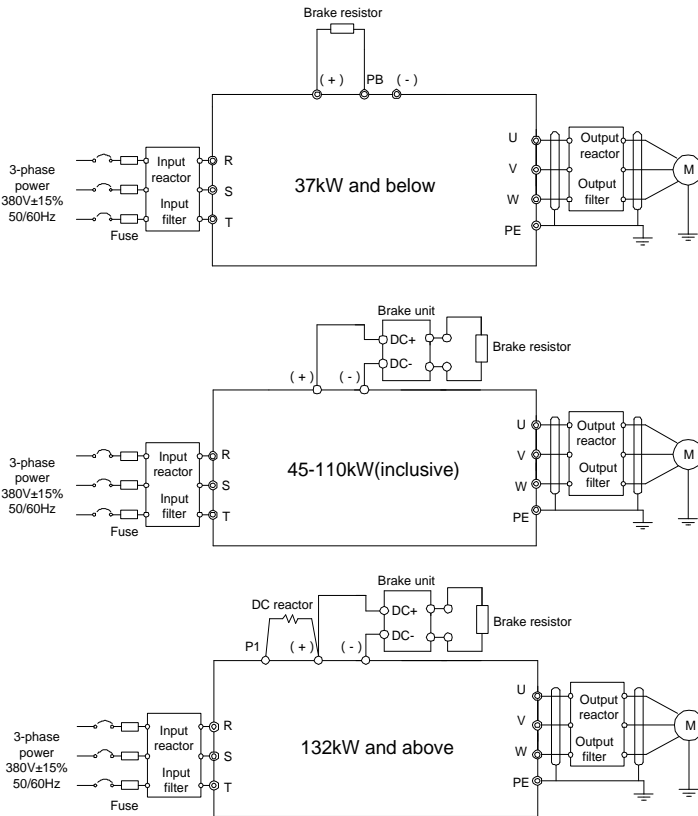 Brake resistor
( + ) PB ( - )
3-phase
power
380V±15%
50/60Hz
Fuse
Input
reactor
Input
filter
R
S
T
37kW and below
U
V
W
PE
Output
reactor
Output
filter
M
Brake unit
DC+
DC-
Brake resistor
( + ) ( - )
3-phase
power
380V±15%
50/60Hz
Fuse
Input
reactor
Input
filter
R
S
T
45-110kW(inclusive)
U
V
W
PE
Output
reactor
Output
filter
M
Brake unit
DC reactor
DC+
DC-
Brake resistor
P1 ( + ) ( - )
3-phase
power
380V±15%
50/60Hz
Fuse
Input
reactor
Input
filter
R
S
T
132kW and above
U
V
W
PE
Output
reactor
Output
filter
M